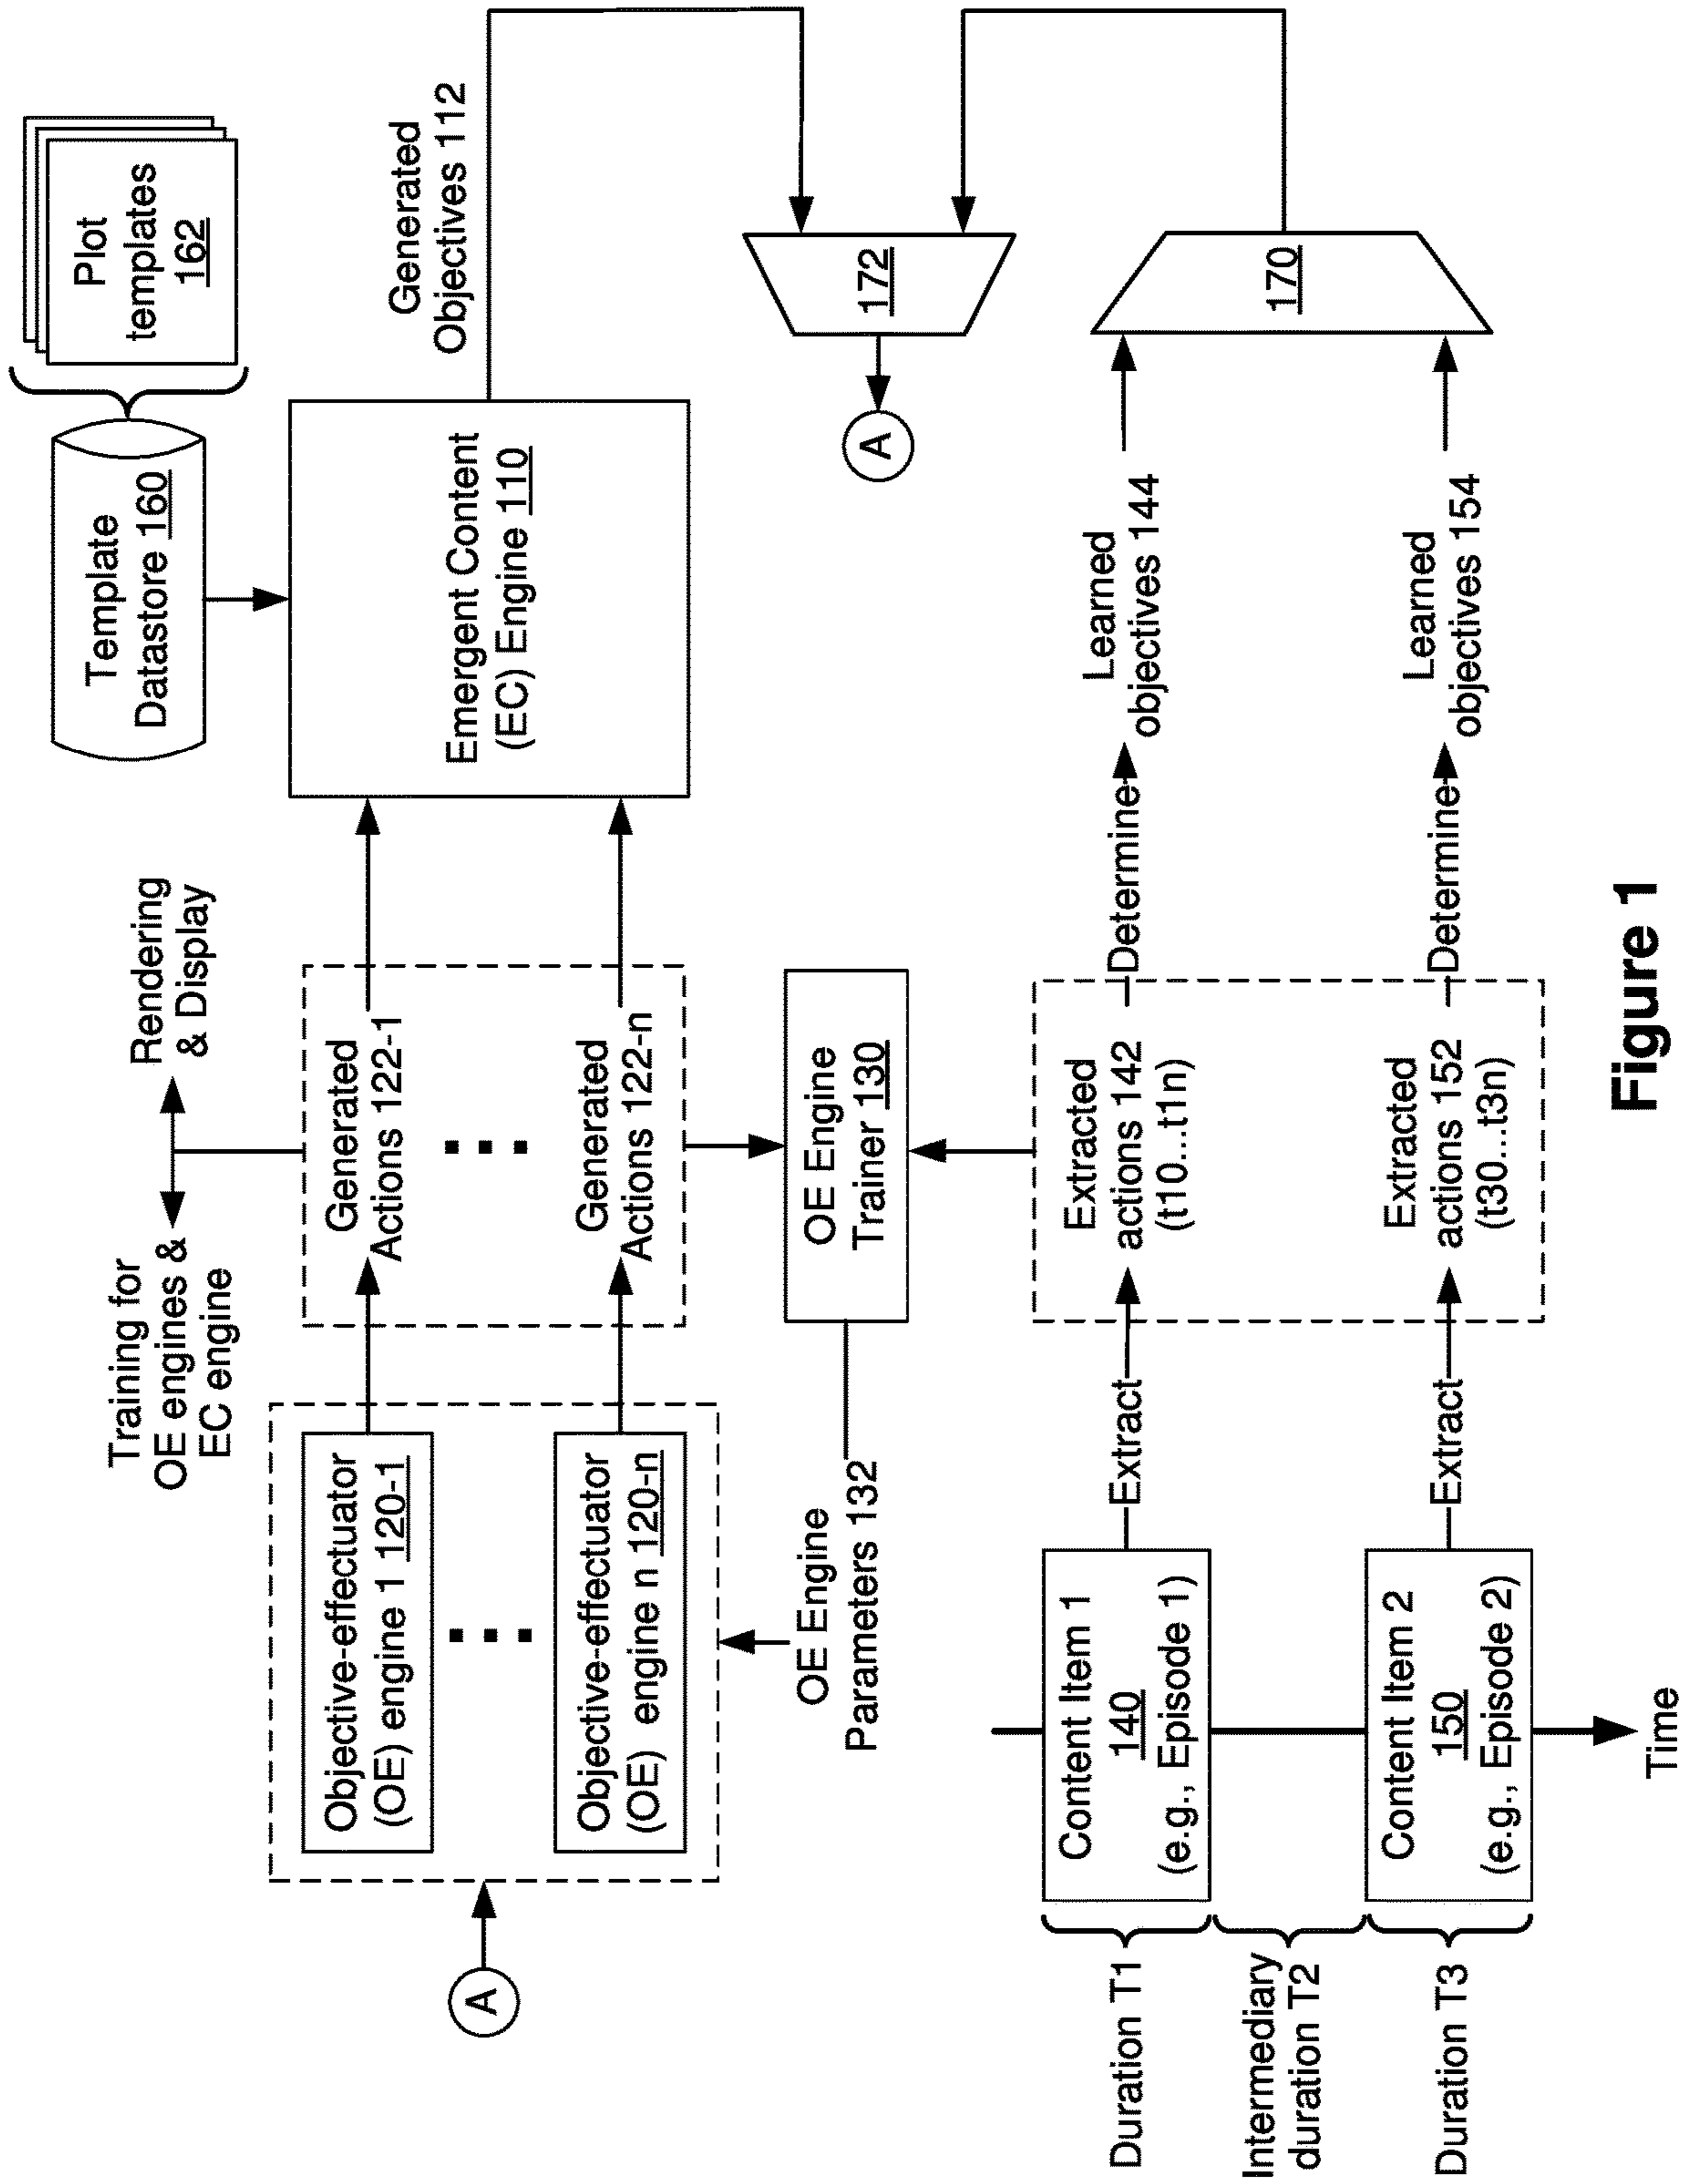 Training for
OE engines &
EC engine
Rendering
& Display
Template
Datastore 160
Plot
templates
162
A
Objective-effectuator
(OE) engine 1 120-1
Objective-effectuator
(OE) engine n 120-n
Generated
Actions 122-1
Generated
Actions 122-n
Emergent Content
(EC) Engine 110
Generated
Objectives 112
OE Engine
Parameters 132
OE Engine
Trainer 130
A
172
Duration T1
Content Item 1
140
(e.g., Episode 1)
Extract
Extracted
actions 142
(t10...t1n)
Determine
Learned
objectives 144
170
Intermediary
duration T2
Duration T3
Content Item 2
150
(e.g., Episode 2)
Extract
Extracted
actions 152
(t30...t3n)
Determine
Learned
objectives 154
Time
Figure 1